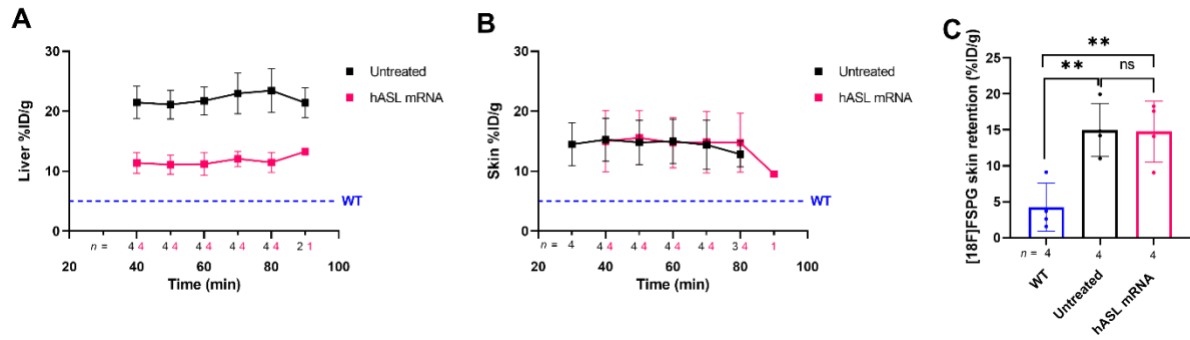 A
Liver %ID/g
30
20
10
0
Untreated
hASL mRNA
WT
n = 4 4 4 4 4 4 4 4 4 4 2 1
20 40 60 80 100
Time (min)
B
Skin %ID/g
30
20
10
0
Untreated
hASL mRNA
WT
n = 4 4 4 4 4 4 4 4 4 3 4 1
20 40 60 80 100
Time (min)
C
[18F]FSPG skin retention (%ID/g)
25
20
15
10
5
0
**
** ns
n = 4 4 4
WT
Untreated
hASL mRNA